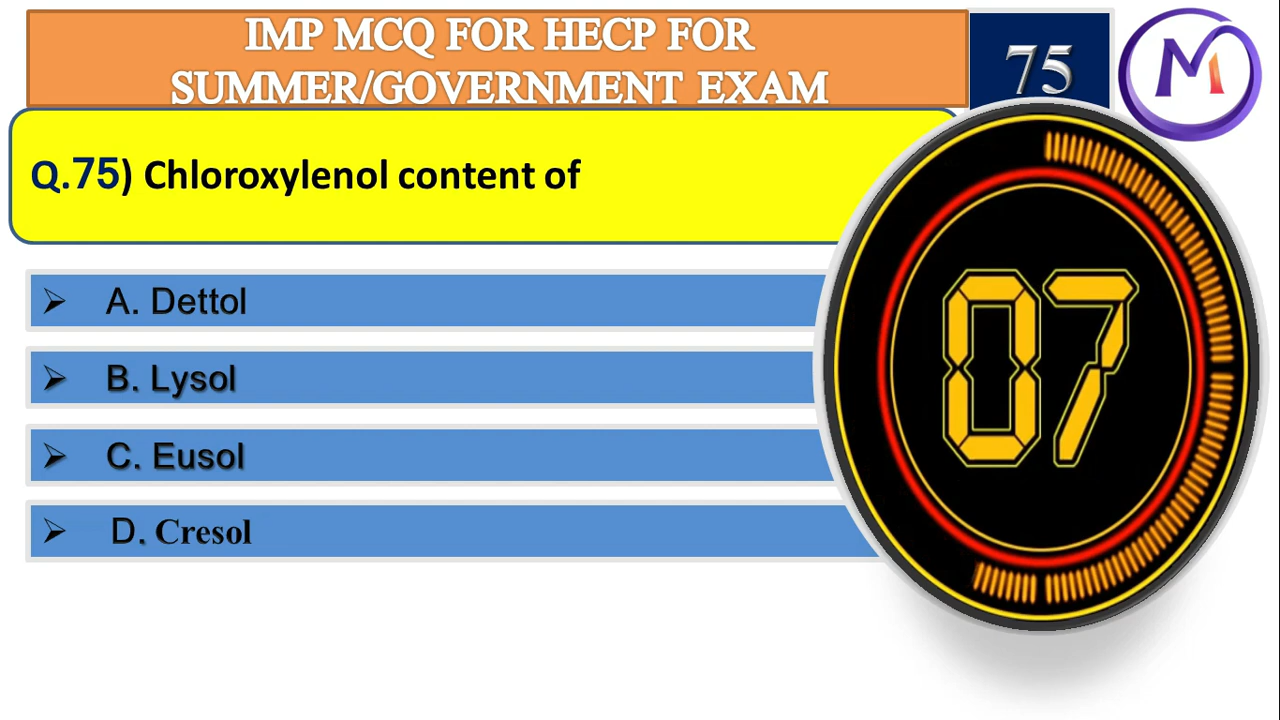 IMP MCQ FOR HECP FOR
SUMMER/GOVERNMENT EXAM
75
M
Q.75) Chloroxylenol content of
07
➢ A. Dettol
➢ B. Lysol
➢ C. Eusol
➢ D. Cresol